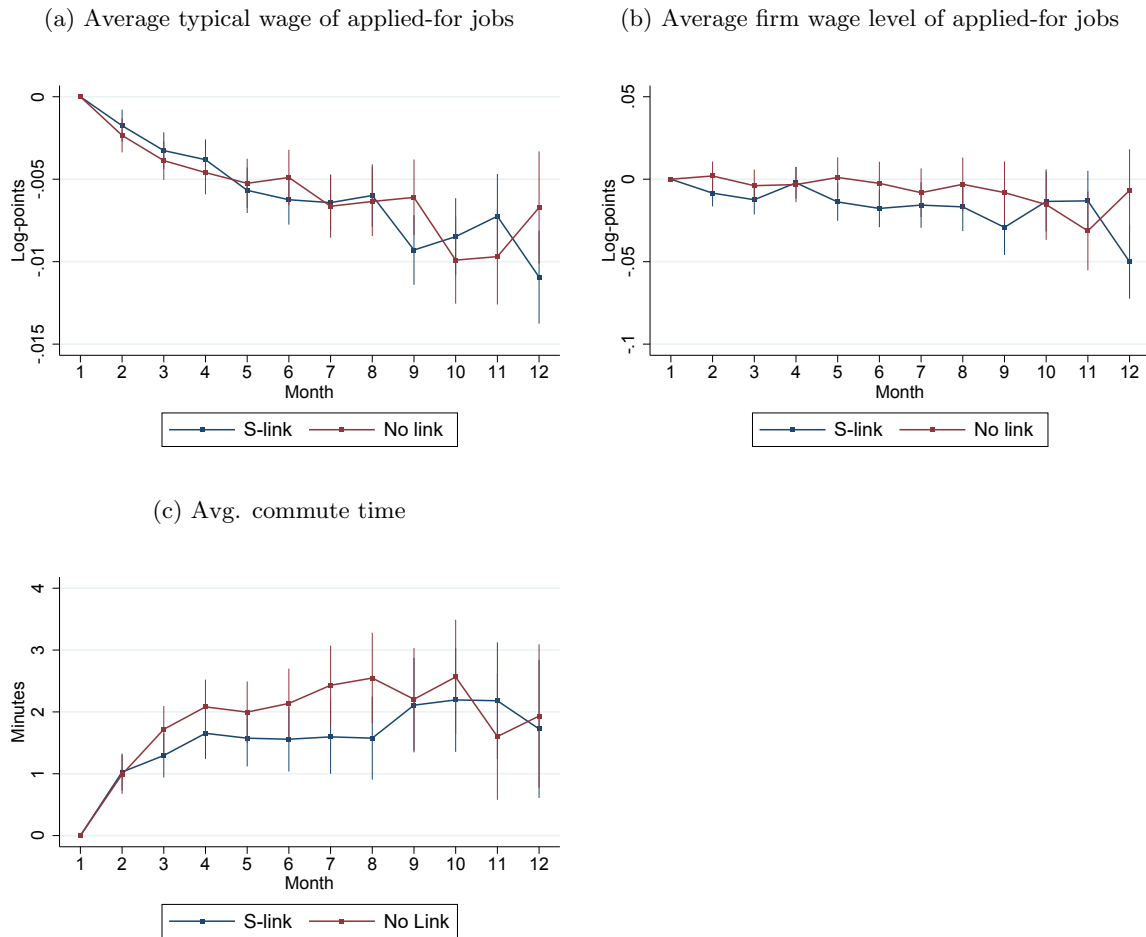 (a) Average typical wage of applied-for jobs
0
-.005
-.01
-.015
Log-points
1 2 3 4 5 6 7 8 9 10 11 12
Month
S-link No link
(b) Average firm wage level of applied-for jobs
.05
0
-.05
-.1
Log-points
1 2 3 4 5 6 7 8 9 10 11 12
Month
S-link No link
(c) Avg. commute time
4
3
2
1
0
Minutes
1 2 3 4 5 6 7 8 9 10 11 12
Month
S-link No Link